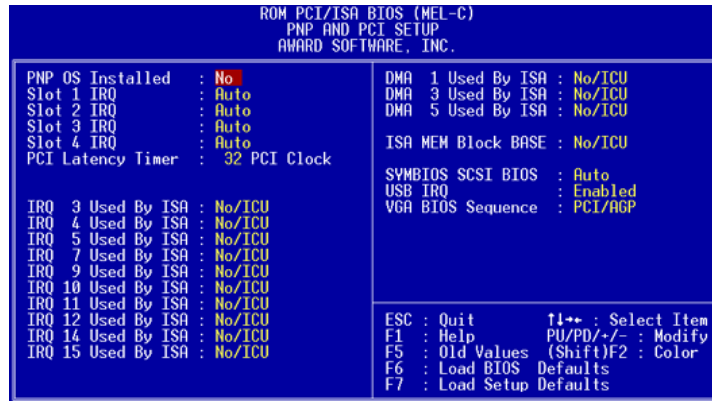 ROM PCI/ISA BIOS (MEL-C)
PNP AND PCI SETUP
AWARD SOFTWARE, INC.
PNP OS Installed : No
Slot 1 IRQ : Auto
Slot 2 IRQ : Auto
Slot 3 IRQ : Auto
Slot 4 IRQ : Auto
PCI Latency Timer : 32 PCI Clock
IRQ 3 Used By ISA : No/ICU
IRQ 4 Used By ISA : No/ICU
IRQ 5 Used By ISA : No/ICU
IRQ 7 Used By ISA : No/ICU
IRQ 9 Used By ISA : No/ICU
IRQ 10 Used By ISA : No/ICU
IRQ 11 Used By ISA : No/ICU
IRQ 12 Used By ISA : No/ICU
IRQ 14 Used By ISA : No/ICU
IRQ 15 Used By ISA : No/ICU
DMA 1 Used By ISA : No/ICU
DMA 3 Used By ISA : No/ICU
DMA 5 Used By ISA : No/ICU
ISA MEM Block BASE : No/ICU
SYMBIOS SCSI BIOS : Auto
USB IRQ : Enabled
VGA BIOS Sequence : PCI/AGP
ESC : Quit ↑↓→← : Select Item
F1 : Help PU/PD/+/- : Modify
F5 : Old Values (Shift)F2 : Color
F6 : Load BIOS Defaults
F7 : Load Setup Defaults